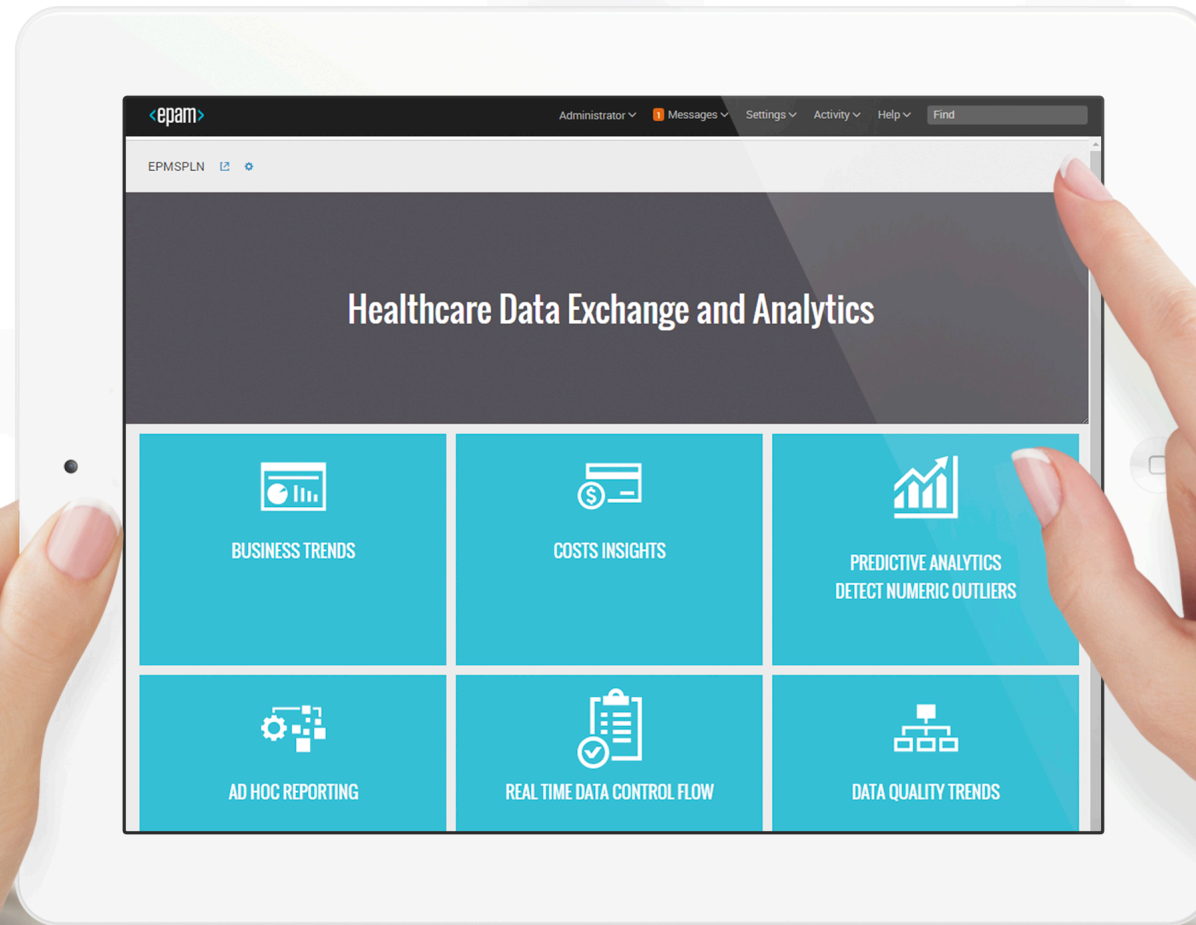 <epam>
Administrator
1 Messages
Settings
Activity
Help
Find
EPMSPLN
Healthcare Data Exchange and Analytics
BUSINESS TRENDS
COSTS INSIGHTS
PREDICTIVE ANALYTICS
DETECT NUMERIC OUTLIERS
AD HOC REPORTING
REAL TIME DATA CONTROL FLOW
DATA QUALITY TRENDS